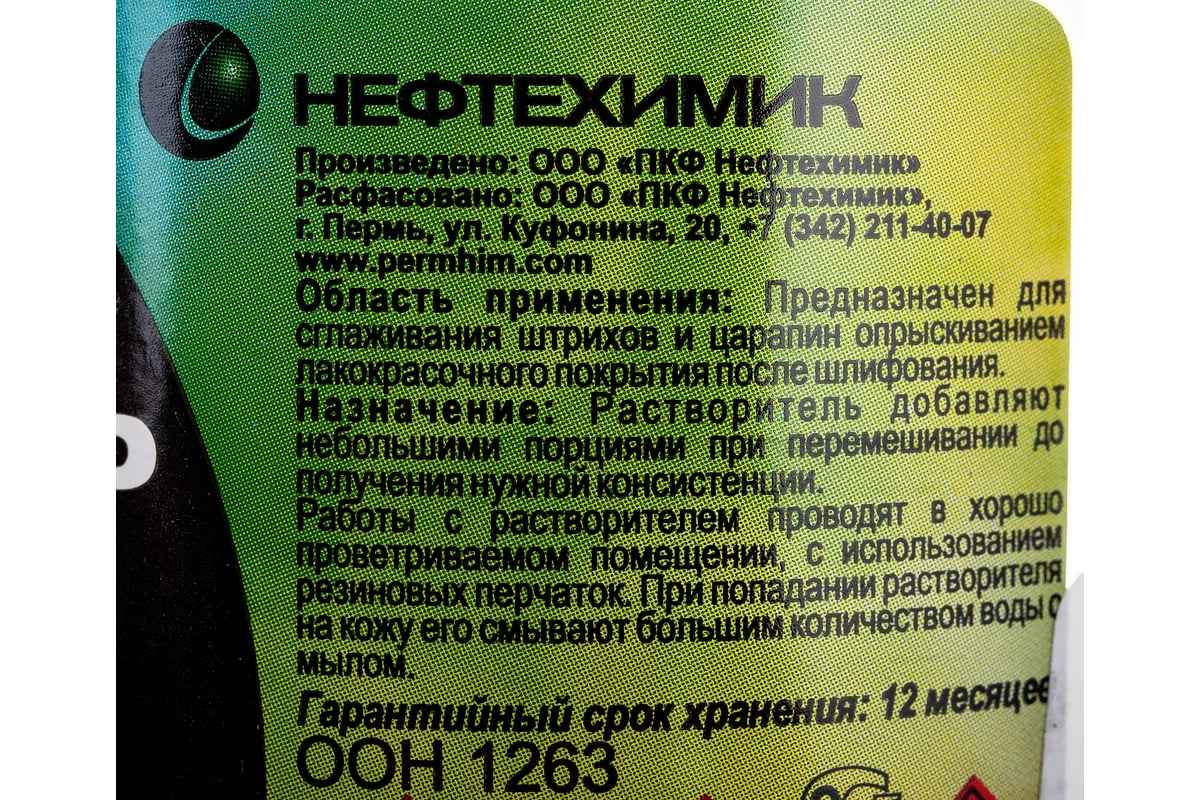 НЕФТЕХИМИК
Произведено: ООО «ПКФ Нефтехимик»
Расфасовано: ООО «ПКФ Нефтехимик»,
г. Пермь, ул. Куфонина, 20, +7 (342) 211-40-07
www.permhim.com
Область применения: Предназначен для
сглаживания штрихов и царапин опрыскиванием
лакокрасочного покрытия после шлифования.
Назначение: Растворитель добавляют
небольшими порциями при перемешивании до
получения нужной консистенции.
Работы с растворителем проводят в хорошо
проветриваемом помещении, с использованием
резиновых перчаток. При попадании растворителя
на кожу его смывают большим количеством воды с
мылом.
Гарантийный срок хранения: 12 месяцев
ООН 1263